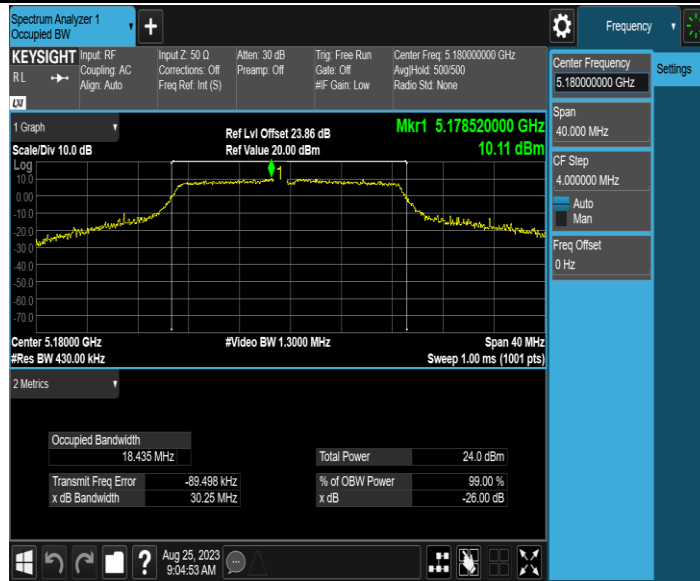 Spectrum Analyzer 1
Occupied BW
+
Frequency
KEYSIGHT
R L
LXI
Input: RF
Coupling: AC
Align: Auto
Input Z: 50 Ω
Corrections: Off
Freq Ref: Int (S)
Atten: 30 dB
Preamp: Off
Trig: Free Run
Gate: Off
#IF Gain: Low
Center Freq: 5.180000000 GHz
Avg|Hold: 500/500
Radio Std: None
Center Frequency
5.180000000 GHz
Settings
Span
40.000 MHz
CF Step
4.000000 MHz
Auto
Man
Freq Offset
0 Hz
1 Graph
Scale/Div 10.0 dB
Ref Lvl Offset 23.86 dB
Ref Value 20.00 dBm
Mkr1 5.178520000 GHz
10.11 dBm
Log
10.0
0.00
-10.0
-20.0
-30.0
-40.0
-50.0
-60.0
-70.0
1
Center 5.18000 GHz
#Res BW 430.00 kHz
#Video BW 1.3000 MHz
Span 40 MHz
Sweep 1.00 ms (1001 pts)
2 Metrics
Occupied Bandwidth
18.435 MHz
Total Power 24.0 dBm
Transmit Freq Error -89.498 kHz
% of OBW Power 99.00 %
x dB Bandwidth 30.25 MHz
x dB -26.00 dB
?
Aug 25, 2023
9:04:53 AM